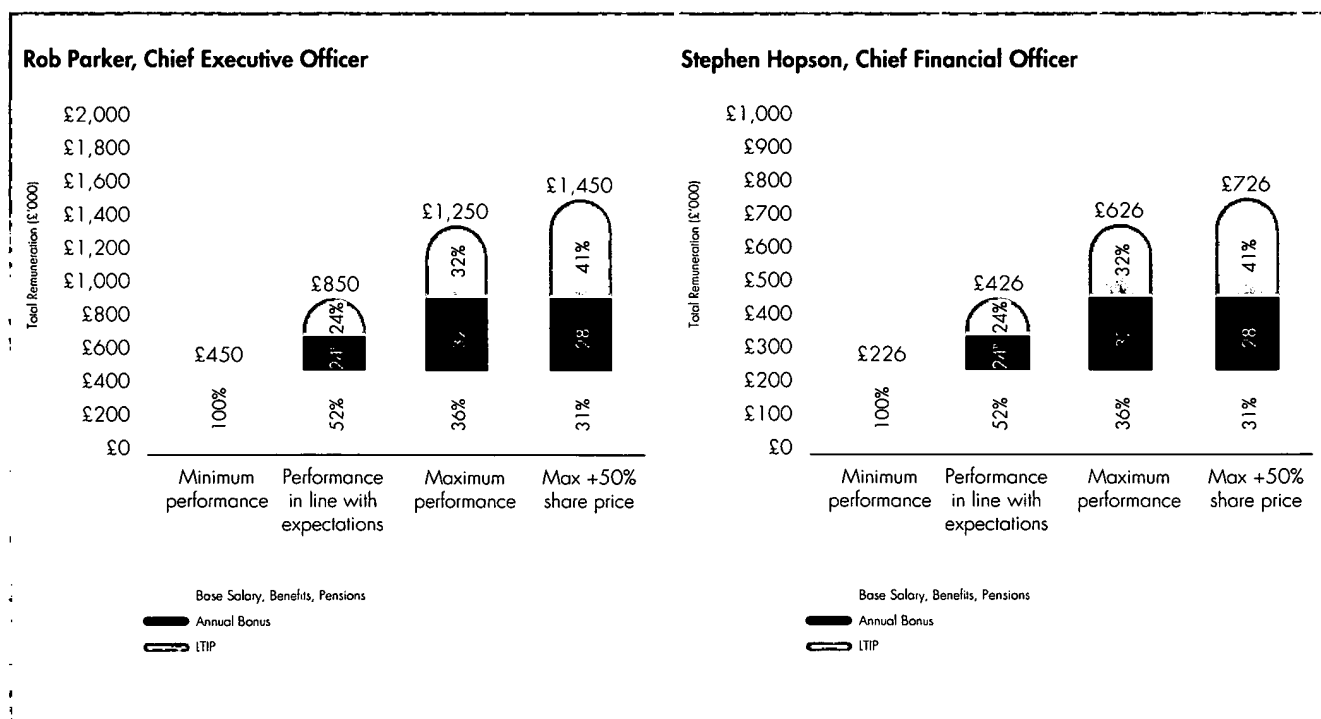 Rob Parker, Chief Executive Officer
Total Remuneration (£'000)
£2,000
£1,800
£1,600
£1,400
£1,200
£1,000
£800
£600
£400
£200
£0
£450
100%
£850
24%
24%
52%
£1,250
32%
36%
£1,450
41%
28
31%
Minimum
performance
Performance
in line with
expectations
Maximum
performance
Max +50%
share price
Base Salary, Benefits, Pensions
Annual Bonus
LTIP
Stephen Hopson, Chief Financial Officer
Total Remuneration (£'000)
£1,000
£900
£800
£700
£600
£500
£400
£300
£200
£100
£0
£226
100%
£426
24%
24%
52%
£626
32%
36%
£726
41%
28
31%
Minimum
performance
Performance
in line with
expectations
Maximum
performance
Max +50%
share price
Base Salary, Benefits, Pensions
Annual Bonus
LTIP